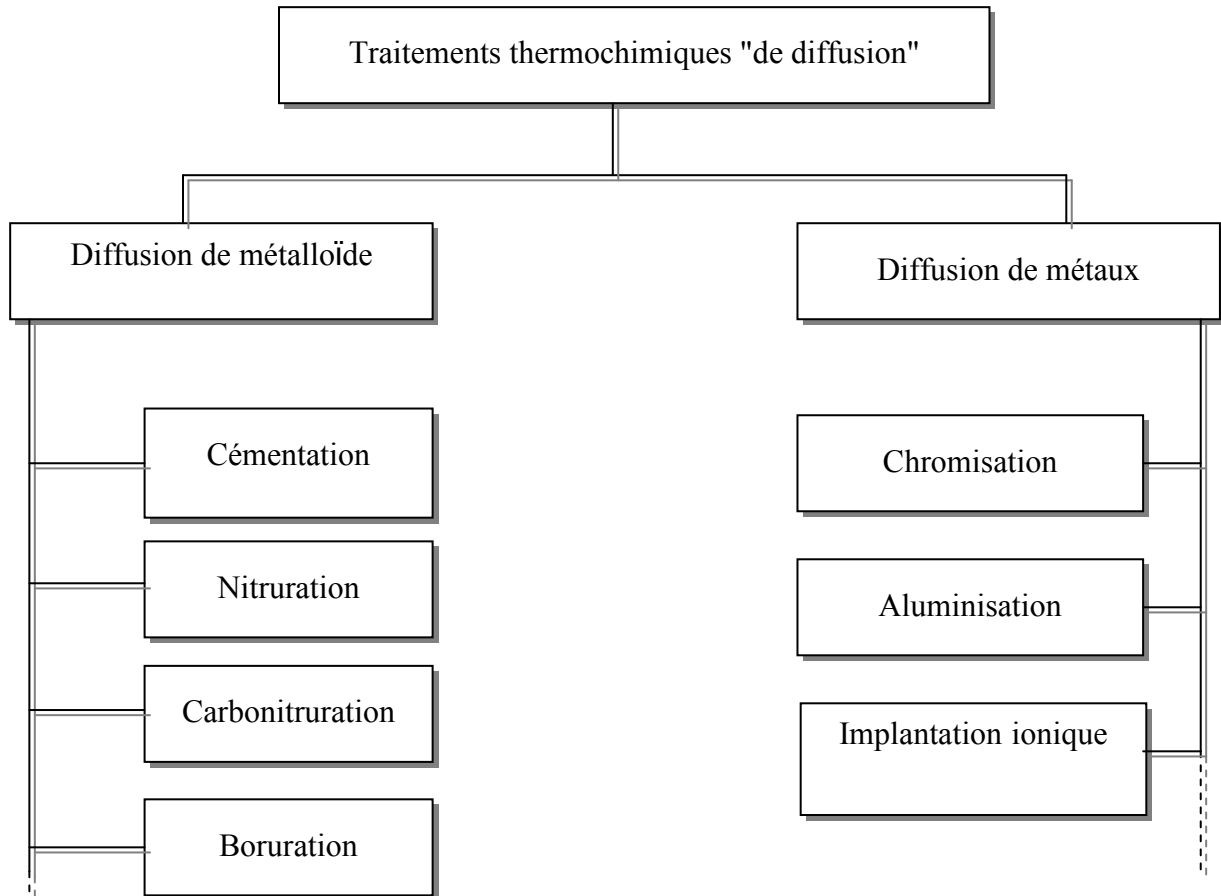 Traitements thermochimiques "de diffusion"
Diffusion de métalloïde
Diffusion de métaux
Cémentation
Nitruration
Carbonitruration
Boruration
Chromisation
Aluminisation
Implantation ionique